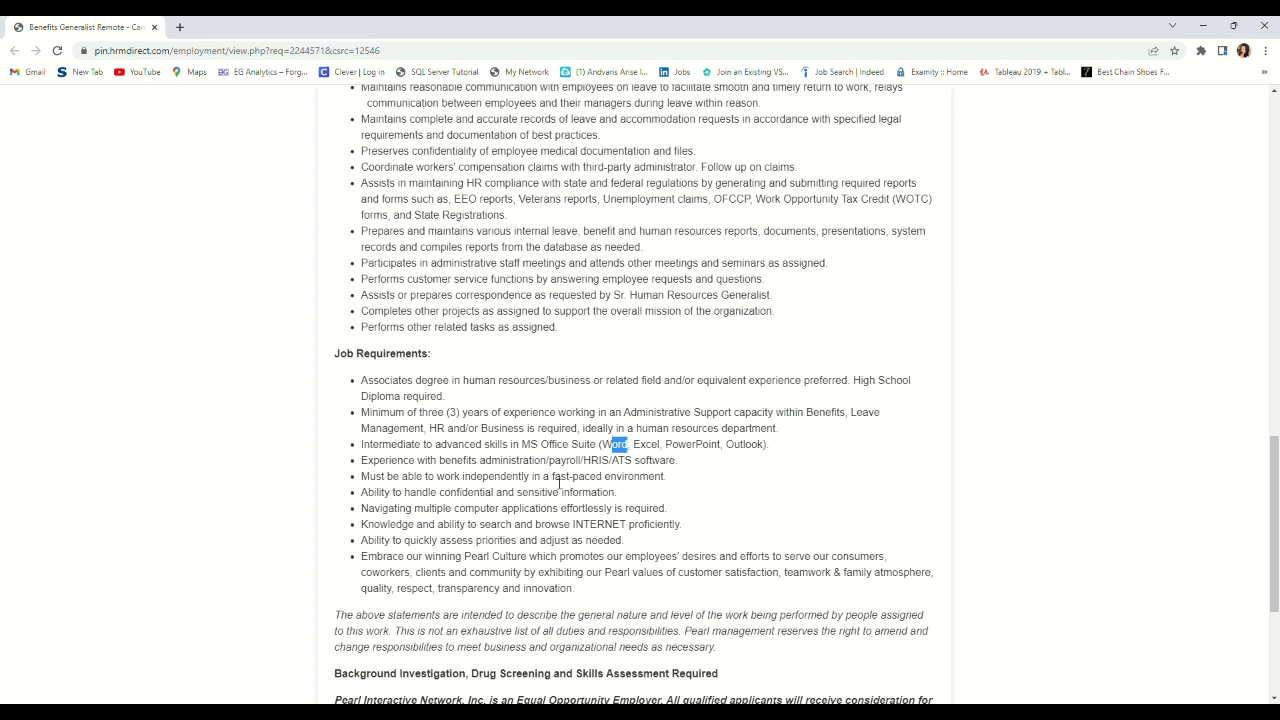 Benefits Generalist Remote - Car
pin.hrmdirect.com/employment/view.php?req=2244571&csrc=12546
Gmail New Tab YouTube Maps EG Analytics – Forg... Clever | Log in SQL Server Tutorial My Network (1) Andvaris Arise I... Jobs Join an Existing VS... Job Search | Indeed Examity :: Home Tableau 2019 + Tabl... Best Chain Shoes F... »
Maintains reasonable communication with employees on leave to facilitate smooth and timely return to work, relays
communication between employees and their managers during leave within reason.
Maintains complete and accurate records of leave and accommodation requests in accordance with specified legal
requirements and documentation of best practices.
Preserves confidentiality of employee medical documentation and files.
Coordinate workers' compensation claims with third-party administrator. Follow up on claims.
Assists in maintaining HR compliance with state and federal regulations by generating and submitting required reports
and forms such as, EEO reports, Veterans reports, Unemployment claims, OFCCP, Work Opportunity Tax Credit (WOTC)
forms, and State Registrations.
Prepares and maintains various internal leave, benefit and human resources reports, documents, presentations, system
records and compiles reports from the database as needed.
Participates in administrative staff meetings and attends other meetings and seminars as assigned.
Performs customer service functions by answering employee requests and questions.
Assists or prepares correspondence as requested by Sr. Human Resources Generalist.
Completes other projects as assigned to support the overall mission of the organization.
Performs other related tasks as assigned.
Job Requirements:
Associates degree in human resources/business or related field and/or equivalent experience preferred. High School
Diploma required.
Minimum of three (3) years of experience working in an Administrative Support capacity within Benefits, Leave
Management, HR and/or Business is required, ideally in a human resources department.
Intermediate to advanced skills in MS Office Suite (Word, Excel, PowerPoint, Outlook).
Experience with benefits administration/payroll/HRIS/ATS software.
Must be able to work independently in a fast-paced environment.
Ability to handle confidential and sensitive information.
Navigating multiple computer applications effortlessly is required.
Knowledge and ability to search and browse INTERNET proficiently.
Ability to quickly assess priorities and adjust as needed.
Embrace our winning Pearl Culture which promotes our employees' desires and efforts to serve our consumers,
coworkers, clients and community by exhibiting our Pearl values of customer satisfaction, teamwork & family atmosphere,
quality, respect, transparency and innovation.
The above statements are intended to describe the general nature and level of the work being performed by people assigned
to this work. This is not an exhaustive list of all duties and responsibilities. Pearl management reserves the right to amend and
change responsibilities to meet business and organizational needs as necessary.
Background Investigation, Drug Screening and Skills Assessment Required
Pearl Interactive Network, Inc. is an Equal Opportunity Employer. All qualified applicants will receive consideration for